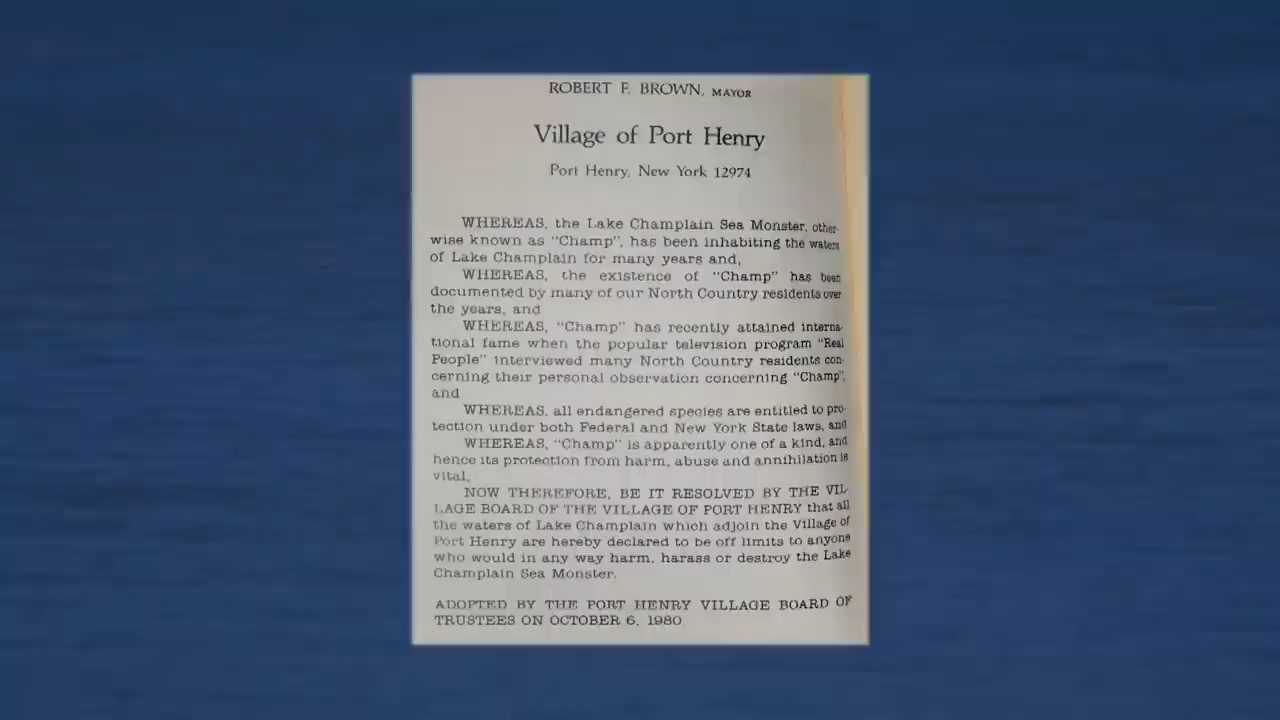 ROBERT F. BROWN, MAYOR
Village of Port Henry
Port Henry, New York 12974
WHEREAS, the Lake Champlain Sea Monster, other-
wise known as "Champ", has been inhabiting the waters
of Lake Champlain for many years and,
WHEREAS, the existence of "Champ" has been
documented by many of our North Country residents over
the years, and
WHEREAS, "Champ" has recently attained interna-
tional fame when the popular television program "Real
People" interviewed many North Country residents con-
cerning their personal observation concerning "Champ",
and
WHEREAS, all endangered species are entitled to pro-
tection under both Federal and New York State laws, and
WHEREAS, "Champ" is apparently one of a kind, and
hence its protection from harm, abuse and annihilation is
vital,
NOW THEREFORE, BE IT RESOLVED BY THE VIL-
LAGE BOARD OF THE VILLAGE OF PORT HENRY that all
the waters of Lake Champlain which adjoin the Village of
Port Henry are hereby declared to be off limits to anyone
who would in any way harm, harass or destroy the Lake
Champlain Sea Monster.
ADOPTED BY THE PORT HENRY VILLAGE BOARD OF
TRUSTEES ON OCTOBER 6, 1980